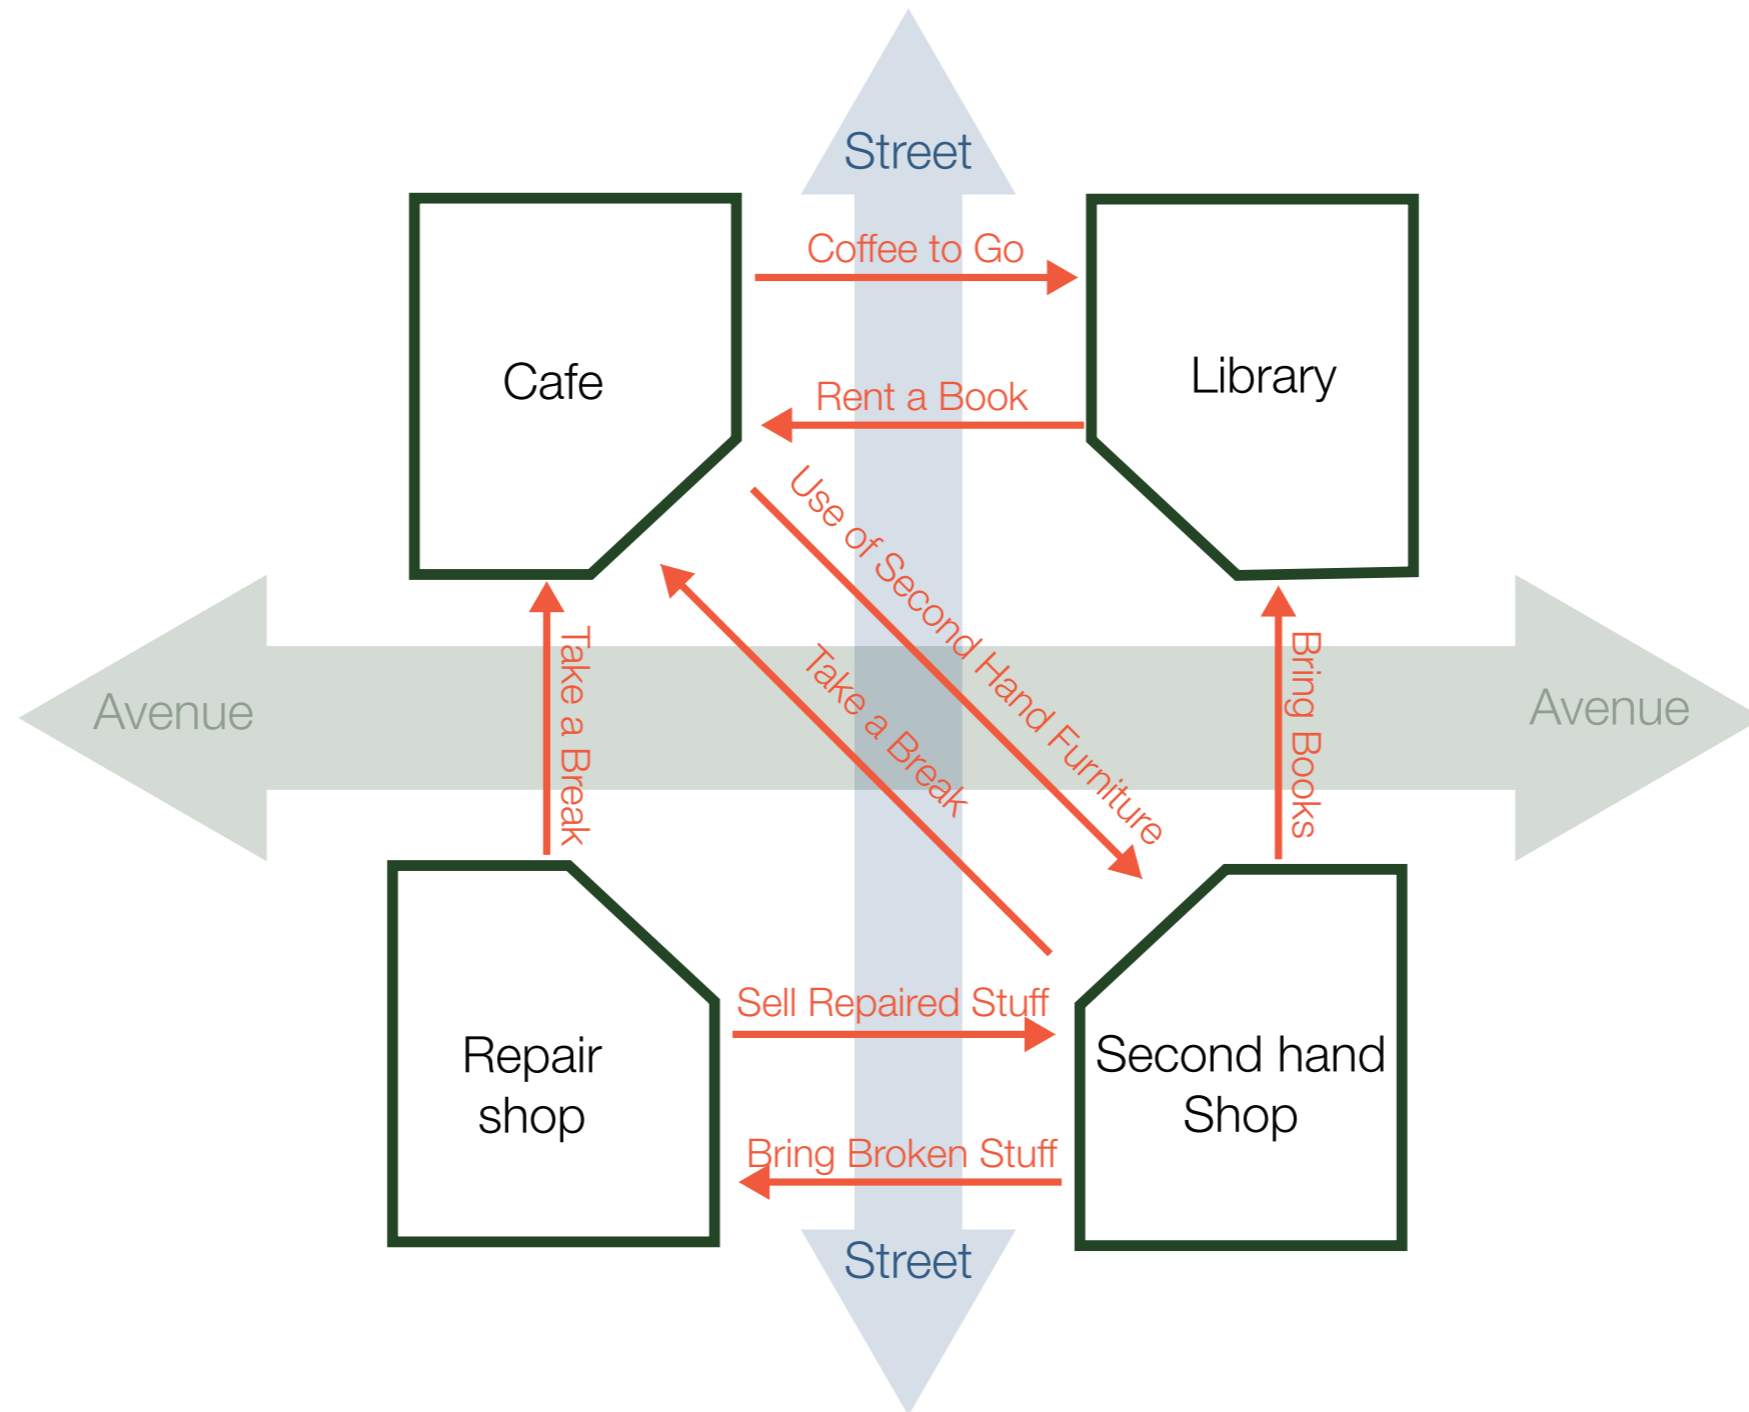 Street
Coffee to Go
Cafe
Library
Rent a Book
Use of Second Hand Furniture
Take a Break
Take a Break
Bring Books
Avenue
Avenue
Sell Repaired Stuff
Repair
shop
Second hand
Shop
Bring Broken Stuff
Street